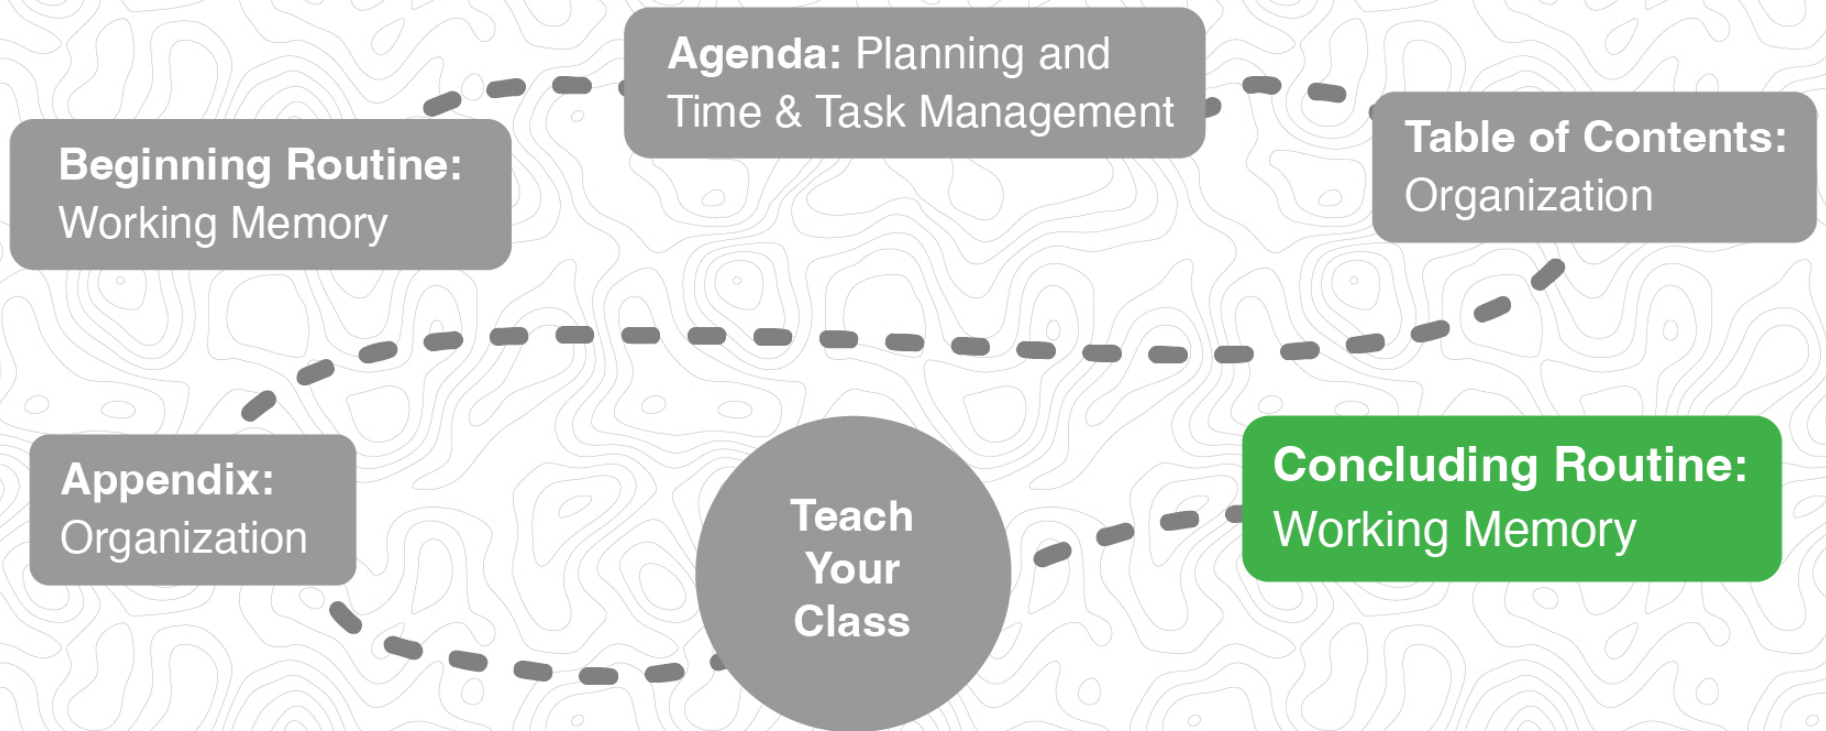 Agenda: Planning and
Time & Task Management
Beginning Routine:
Working Memory
Table of Contents:
Organization
Appendix:
Organization
Teach
Your
Class
Concluding Routine:
Working Memory